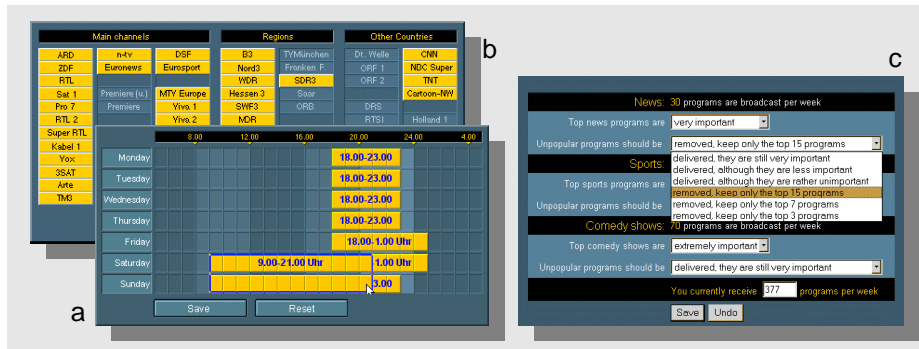 b
Main channels Regions Other Countries
ARD n-tv DSF B3 TVMünchen Dt. Welle CNN
ZDF Euronews Eurosport Nord3 Franken F. ORF 1 NBC Super
RTL WDR SDR3 ORF 2 TNT
Sat 1 Premiere (u.) MTY Europe Hessen 3 Saar Cartoon-NW
Pro 7 Premiere Yiva 1 SWF3 ORB DRS
RTL 2 Yiva 2 MDR RTSI Holland 1
Super RTL
Kabel 1
Vox
3SAT
Arte
TM3
a
8.00 12.00 16.00 20.00 24.00 4.00
Monday 18.00-23.00
Tuesday 18.00-23.00
Wednesday 18.00-23.00
Thursday 18.00-23.00
Friday 18.00-1.00 Uhr
Saturday 9.00-21.00 Uhr 1.00 Uhr
Sunday 3.00
Save Reset
c
News: 30 programs are broadcast per week
Top news programs are very important
Unpopular programs should be removed, keep only the top 15 programs
delivered, they are still very important
delivered, although they are less important
delivered, although they are rather unimportant
removed, keep only the top 15 programs
removed, keep only the top 7 programs
removed, keep only the top 3 programs
Sports:
Top sports programs are
Unpopular programs should be
Comedy shows: 70 programs are broadcast per week
Top comedy shows are extremely important
Unpopular programs should be delivered, they are still very important
You currently receive 377 programs per week
Save Undo